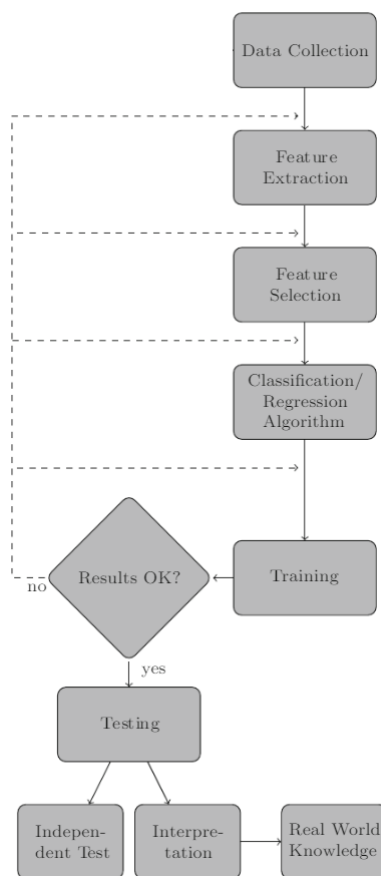 Data Collection
Feature
Extraction
Feature
Selection
Classification/
Regression
Algorithm
Results OK?
Training
no
yes
Testing
Indepen-
dent Test
Interpre-
tation
Real World
Knowledge